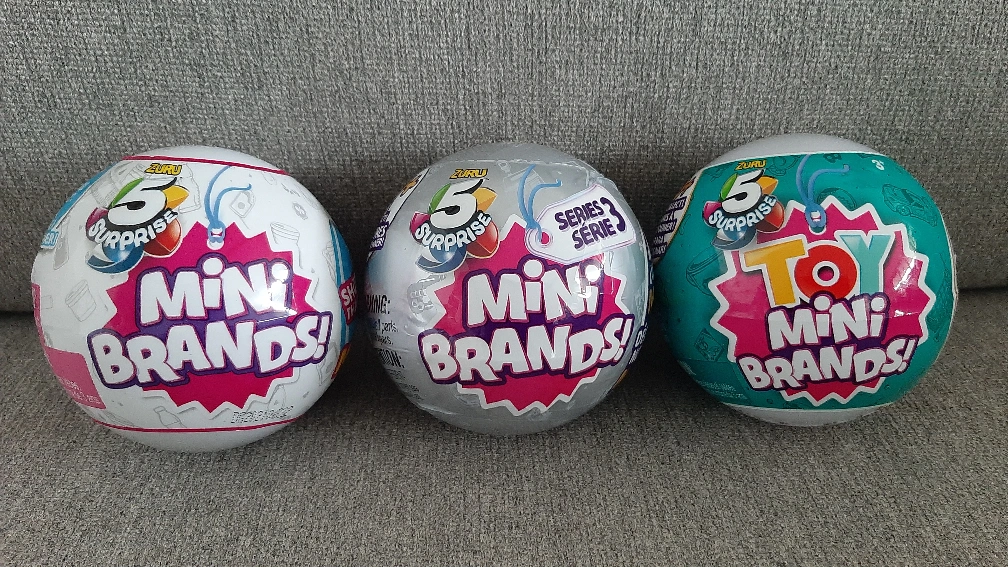 ZURU
5
SURPRISE
MiNi
BRANDS!
ZURU
5
SURPRISE
SERIES
SÉRIE 3
MiNi
BRANDS!
ZURU
5
SURPRISE
TOY
MiNi
BRANDS!